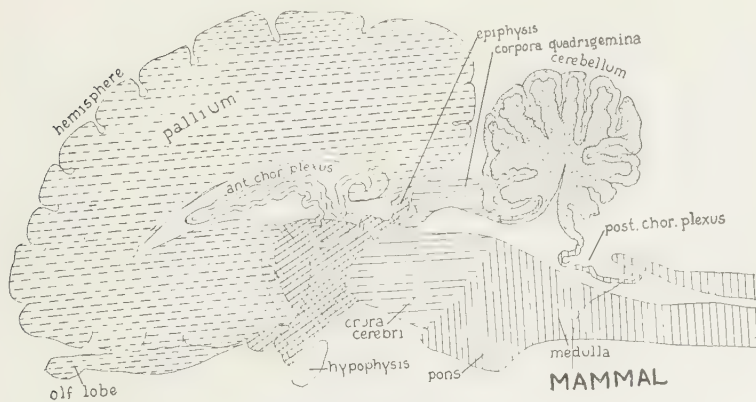 epiphysis
corpora quadrigemina
cerebellum
hemisphere
pallium
ant chor plexus
post. chor. plexus
crura
cerebri
hypophysis
pons
medulla
olf lobe
MAMMAL